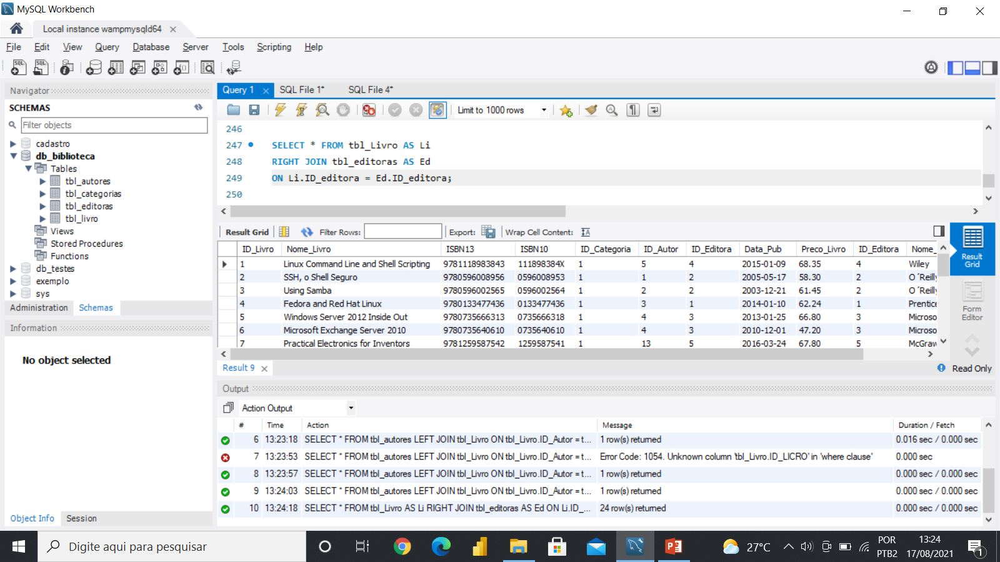 MySQL Workbench
Local instance wampmysqld64
File Edit View Query Database Server Tools Scripting Help
Navigator
SCHEMAS
Filter objects
cadastro
db_biblioteca
Tables
tbl_autores
tbl_categorias
tbl_editoras
tbl_livro
Views
Stored Procedures
Functions
db_testes
exemplo
sys
Administration Schemas
Information
No object selected
Object Info Session
Query 1 SQL File 1* SQL File 4*
Limit to 1000 rows
246
247 SELECT * FROM tbl_Livro AS Li
248 RIGHT JOIN tbl_editoras AS Ed
249 ON Li.ID_editora = Ed.ID_editora;
250
Result Grid Filter Rows: Export: Wrap Cell Content:
ID_Livro Nome_Livro ISBN13 ISBN10 ID_Categoria ID_Autor ID_Editora Data_Pub Preco_Livro ID_Editora Nome_
1 Linux Command Line and Shell Scripting 9781118983843 111898384X 1 5 4 2015-01-09 68.35 4 Wiley
2 SSH, o Shell Seguro 9780596008956 0596008953 1 1 2 2005-05-17 58.30 2 O´Reilly
3 Using Samba 9780596002565 0596002564 1 2 2 2003-12-21 61.45 2 O´Reilly
4 Fedora and Red Hat Linux 9780133477436 0133477436 1 3 1 2014-01-10 62.24 1 Prentice
5 Windows Server 2012 Inside Out 9780735666313 0735666318 1 4 3 2013-01-25 66.80 3 Microso
6 Microsoft Exchange Server 2010 9780735640610 0735640610 1 4 3 2010-12-01 47.20 3 Microso
7 Practical Electronics for Inventors 9781259587542 1259587541 1 13 5 2016-03-24 67.80 5 McGraw
Result
Grid
Form
Editor
Result 9
Read Only
Output
Action Output
# Time Action Message Duration / Fetch
6 13:23:18 SELECT * FROM tbl_autores LEFT JOIN tbl_Livro ON tbl_Livro.ID_Autor = t... 1 row(s) returned 0.016 sec / 0.000 sec
7 13:23:53 SELECT * FROM tbl_autores LEFT JOIN tbl_Livro ON tbl_Livro.ID_Autor = t... Error Code: 1054. Unknown column 'tbl_Livro.ID_LICRO' in 'where clause' 0.000 sec
8 13:23:57 SELECT * FROM tbl_autores LEFT JOIN tbl_Livro ON tbl_Livro.ID_Autor = t... 1 row(s) returned 0.000 sec / 0.000 sec
9 13:24:03 SELECT * FROM tbl_autores LEFT JOIN tbl_Livro ON tbl_Livro.ID_Autor = t... 1 row(s) returned 0.000 sec / 0.000 sec
10 13:24:18 SELECT * FROM tbl_Livro AS Li RIGHT JOIN tbl_editoras AS Ed ON Li.ID_... 24 row(s) returned 0.000 sec / 0.000 sec
Digite aqui para pesquisar
27°C
POR
PTB2
13:24
17/08/2021
1